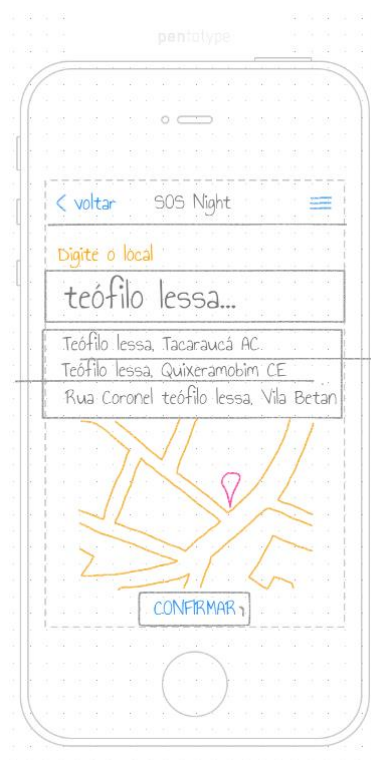 pentotype
< voltar SOS Night
Digite o local
teófilo lessa...
Teófilo lessa, Tacaraucá AC
Teófilo lessa, Quixeramobim CE
Rua Coronel teófilo lessa, Vila Betan
CONFIRMAR